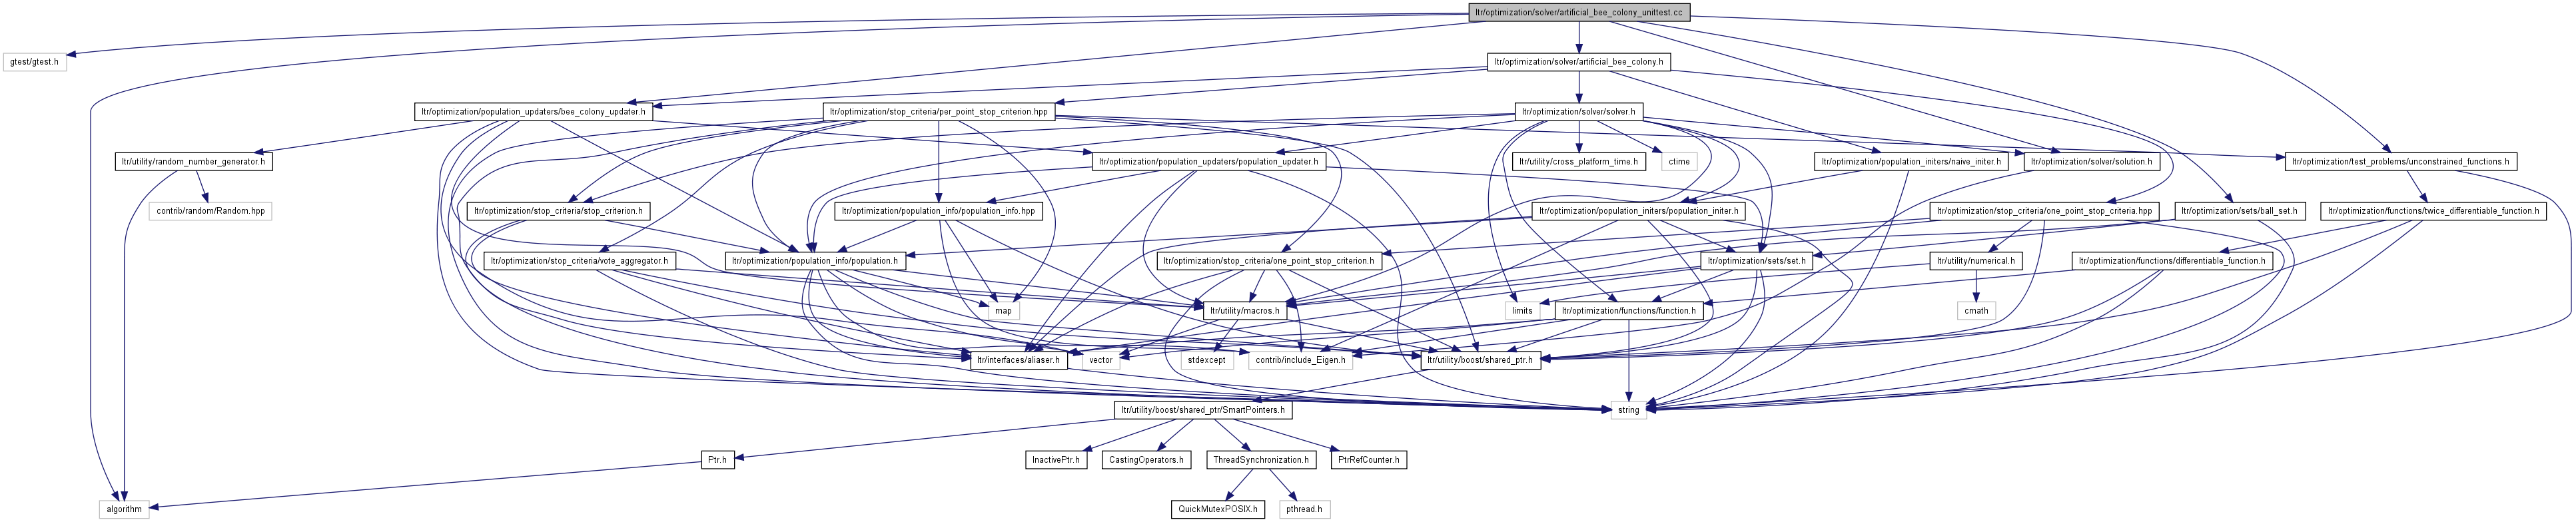 ltr/optimization/solver/artificial_bee_colony_unittest.cc
gtest/gtest.h
ltr/optimization/solver/artificial_bee_colony.h
ltr/optimization/population_updaters/bee_colony_updater.h
ltr/optimization/stop_criteria/per_point_stop_criterion.hpp
ltr/optimization/solver/solver.h
ltr/utility/random_number_generator.h
ltr/optimization/population_updaters/population_updater.h
ltr/utility/cross_platform_time.h
ctime
ltr/optimization/population_initers/naive_initer.h
ltr/optimization/solver/solution.h
ltr/optimization/test_problems/unconstrained_functions.h
contrib/random/Random.hpp
ltr/optimization/stop_criteria/stop_criterion.h
ltr/optimization/population_info/population_info.hpp
ltr/optimization/population_initers/population_initer.h
ltr/optimization/stop_criteria/one_point_stop_criteria.hpp
ltr/optimization/sets/ball_set.h
ltr/optimization/functions/twice_differentiable_function.h
ltr/optimization/stop_criteria/vote_aggregator.h
ltr/optimization/population_info/population.h
ltr/optimization/stop_criteria/one_point_stop_criterion.h
ltr/optimization/sets/set.h
ltr/utility/numerical.h
ltr/optimization/functions/differentiable_function.h
map
ltr/utility/macros.h
limits
ltr/optimization/functions/function.h
cmath
ltr/interfaces/aliaser.h
vector
stdexcept
contrib/include_Eigen.h
ltr/utility/boost/shared_ptr.h
ltr/utility/boost/shared_ptr/SmartPointers.h
string
Ptr.h
InactivePtr.h
CastingOperators.h
ThreadSynchronization.h
PtrRefCounter.h
algorithm
QuickMutexPOSIX.h
pthread.h